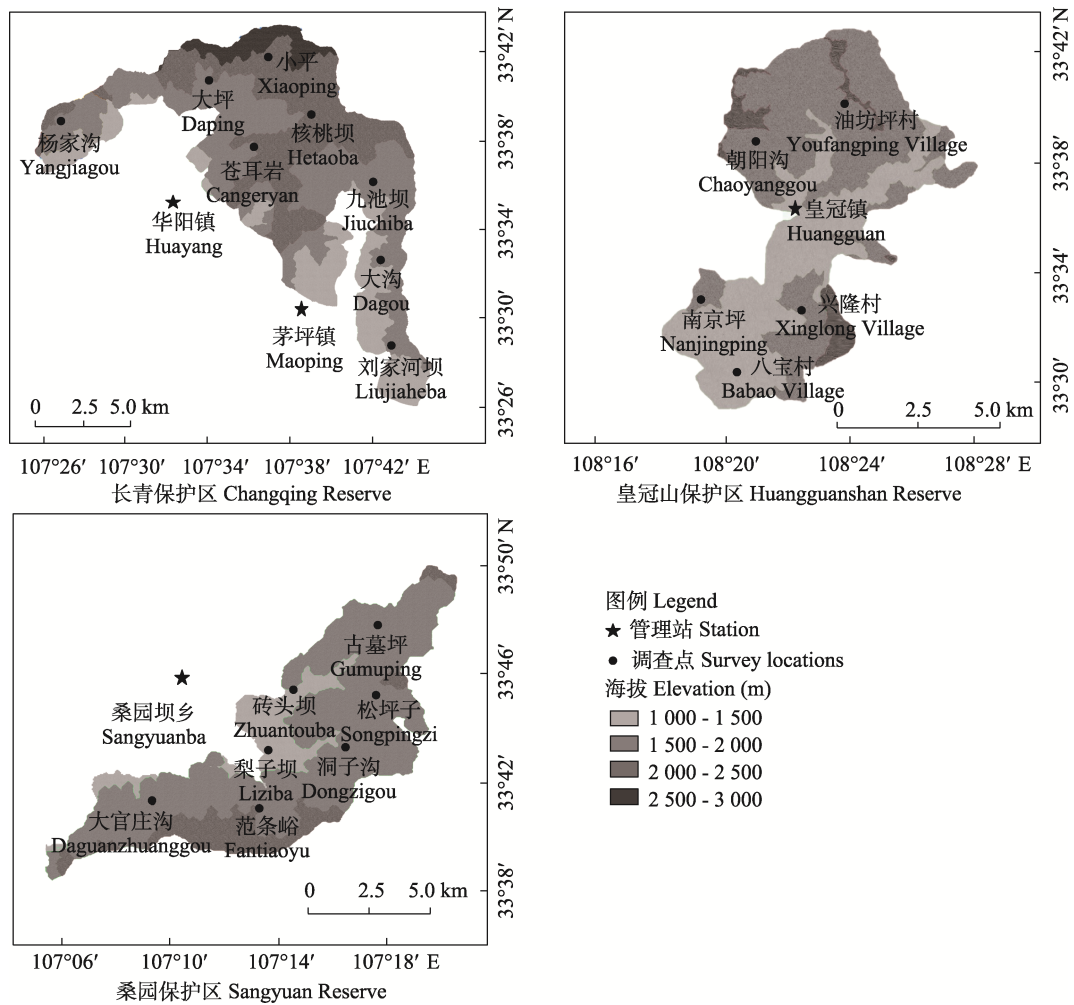 小平
Xiaoping
大坪
Daping
杨家沟
Yangjiagou
核桃坝
Hetaoba
苍耳岩
Cangeryan
九池坝
Jiuchiba
华阳镇
Huayang
大沟
Dagou
茅坪镇
Maoping
刘家河坝
Liujiaheba
0 2.5 5.0 km
33°42′ N
33°38′
33°34′
33°30′
33°26′
107°26′ 107°30′ 107°34′ 107°38′ 107°42′ E
长青保护区 Changqing Reserve
油坊坪村
Youfangping Village
朝阳沟
Chaoyanggou
皇冠镇
Huangguan
兴隆村
Xinglong Village
南京坪
Nanjingping
八宝村
Babao Village
0 2.5 5.0 km
33°42′ N
33°38′
33°34′
33°30′
108°16′ 108°20′ 108°24′ 108°28′ E
皇冠山保护区 Huangguanshan Reserve
古墓坪
Gumuping
砖头坝
Zhuantouba
松坪子
Songpingzi
桑园坝乡
Sangyuanba
梨子坝
Liziba
洞子沟
Dongzigou
大官庄沟
Daguanzhuanggou
范条峪
Fantiaoyu
0 2.5 5.0 km
33°50′ N
33°46′
33°42′
33°38′
107°06′ 107°10′ 107°14′ 107°18′ E
桑园保护区 Sangyuan Reserve
图例 Legend
管理站 Station
调查点 Survey locations
海拔 Elevation (m)
1 000 - 1 500
1 500 - 2 000
2 000 - 2 500
2 500 - 3 000